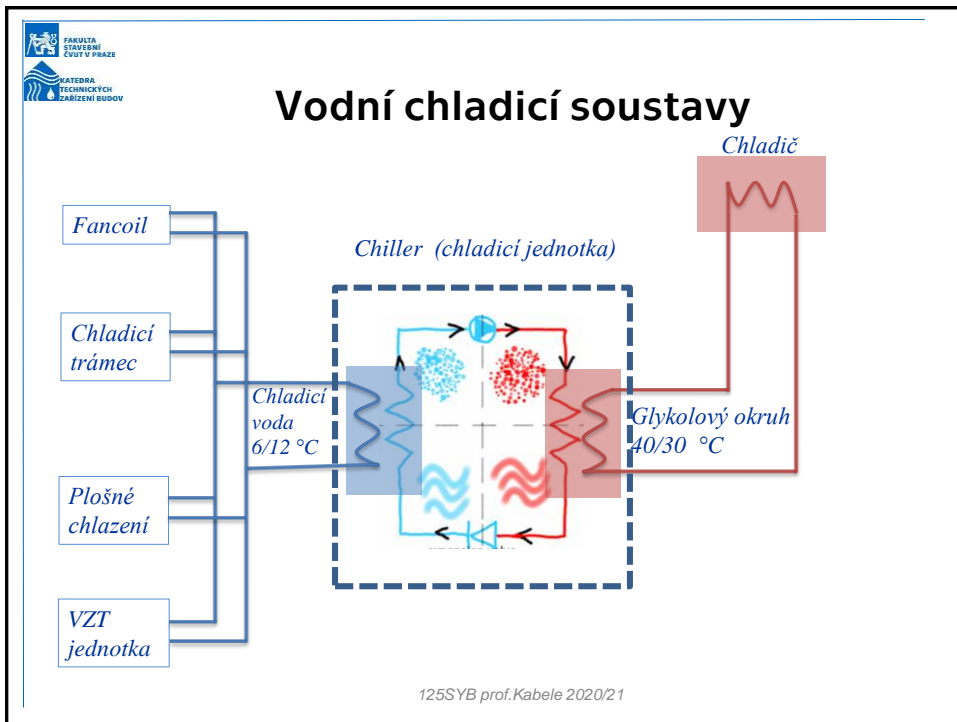 FAKULTA
STAVEBNÍ
ČVUT V PRAZE
KATEDRA
TECHNICKÝCH
ZAŘÍZENÍ BUDOV
Vodní chladicí soustavy
Chladič
Fancoil
Chiller (chladicí jednotka)
Chladicí
trámec
Chladicí
voda
6/12 °C
Glykolový okruh
40/30 °C
Plošné
chlazení
VZT
jednotka
125SYB prof.Kabele 2020/21